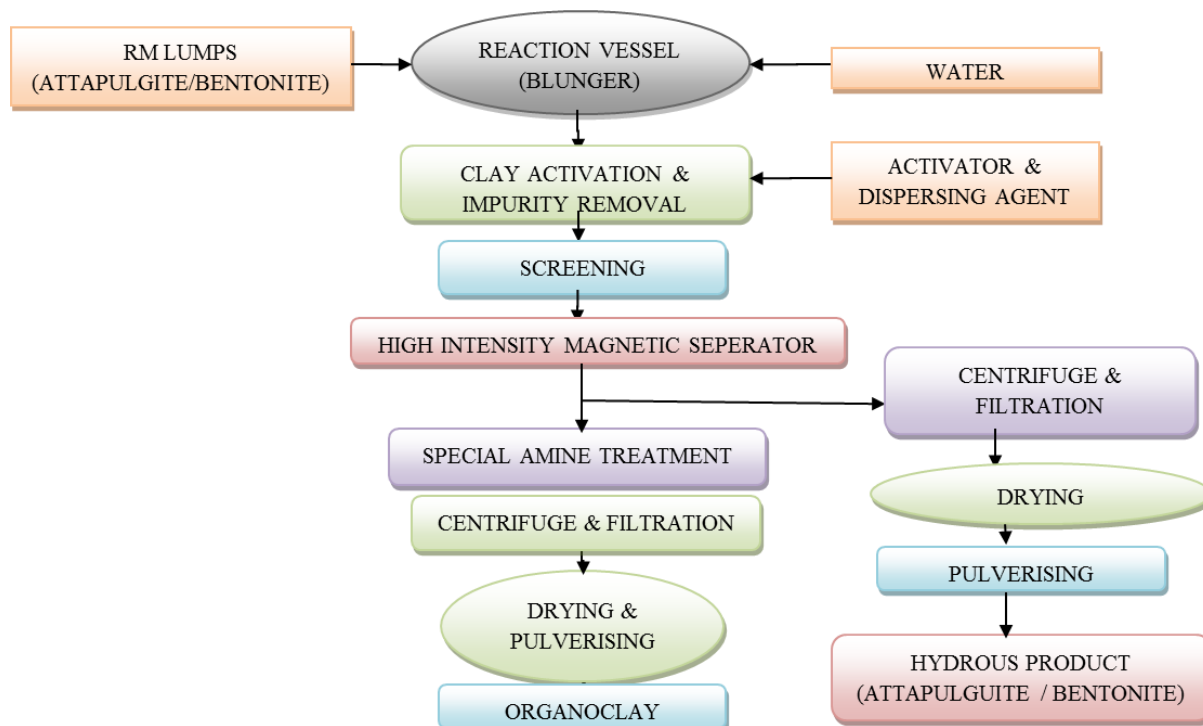 RM LUMPS
(ATTAPULGITE/BENTONITE)
REACTION VESSEL
(BLUNGER)
WATER
CLAY ACTIVATION &
IMPURITY REMOVAL
ACTIVATOR &
DISPERSING AGENT
SCREENING
HIGH INTENSITY MAGNETIC SEPERATOR
CENTRIFUGE &
FILTRATION
SPECIAL AMINE TREATMENT
DRYING
CENTRIFUGE & FILTRATION
PULVERISING
DRYING &
PULVERISING
HYDROUS PRODUCT
(ATTAPULGUITE / BENTONITE)
ORGANOCLAY